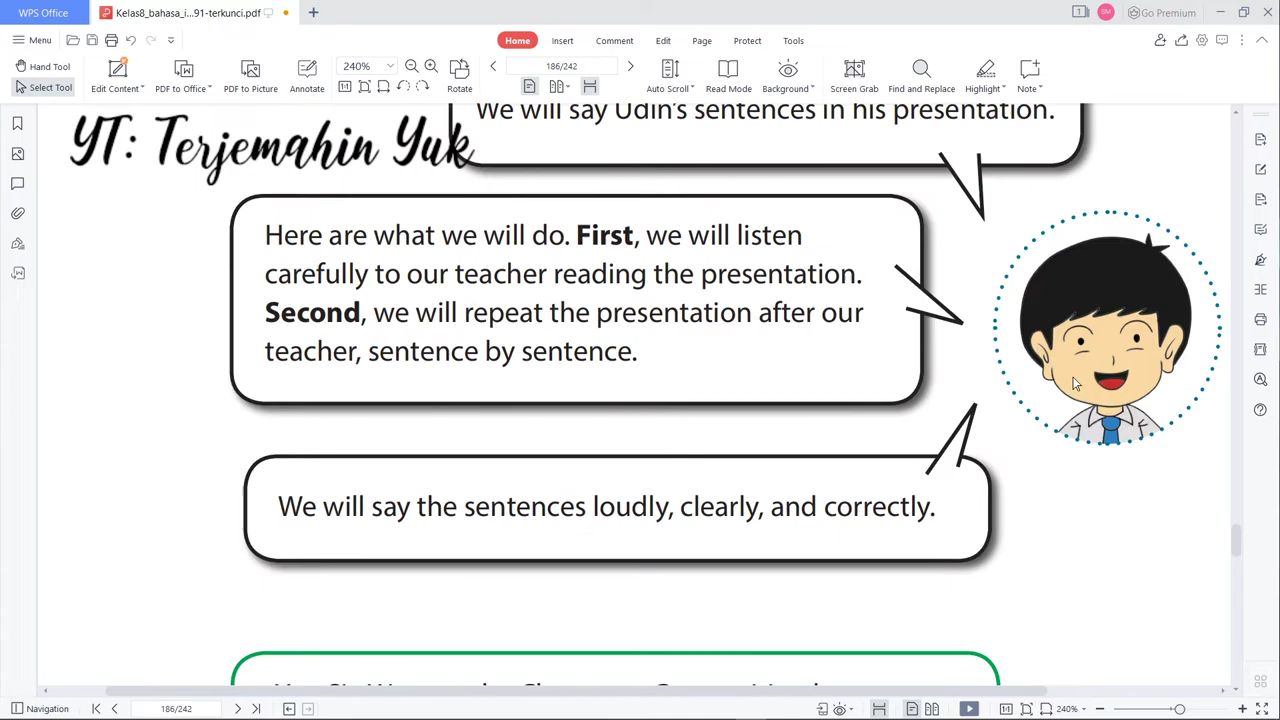 WPS Office
Kelas8_bahasa_i...91-terkunci.pdf
1
SM
Go Premium
Menu
Home
Insert
Comment
Edit
Page
Protect
Tools
Hand Tool
Select Tool
Edit Content
PDF to Office
PDF to Picture
Annotate
240%
Rotate
186/242
Auto Scroll
Read Mode
Background
Screen Grab
Find and Replace
Highlight
Note
We will say Udin's sentences in his presentation.
YT: Terjemahin Yuk
Here are what we will do. First, we will listen
carefully to our teacher reading the presentation.
Second, we will repeat the presentation after our
teacher, sentence by sentence.
We will say the sentences loudly, clearly, and correctly.
Navigation
186/242
240%